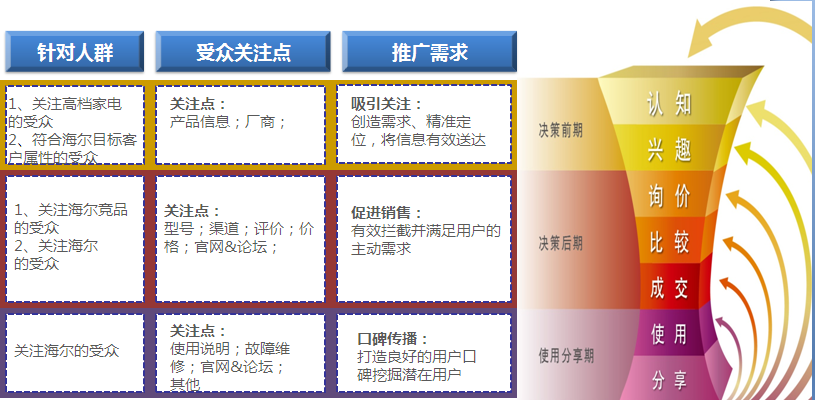 针对人群
受众关注点
推广需求
1、关注高档家电
的受众
2、符合海尔目标客
户属性的受众
关注点：
产品信息；厂商；
吸引关注：
创造需求、精准定
位，将信息有效送达
决策前期
认知
兴趣
1、关注海尔竞品
的受众
2、关注海尔
的受众
关注点：
型号；渠道；评价；价
格；官网&论坛；
促进销售：
有效拦截并满足用户的
主动需求
决策后期
询价
比较
成交
关注海尔的受众
关注点：
使用说明；故障维
修；官网&论坛；
其他
口碑传播：
打造良好的用户口
碑挖掘潜在用户
使用分享期
使用
分享